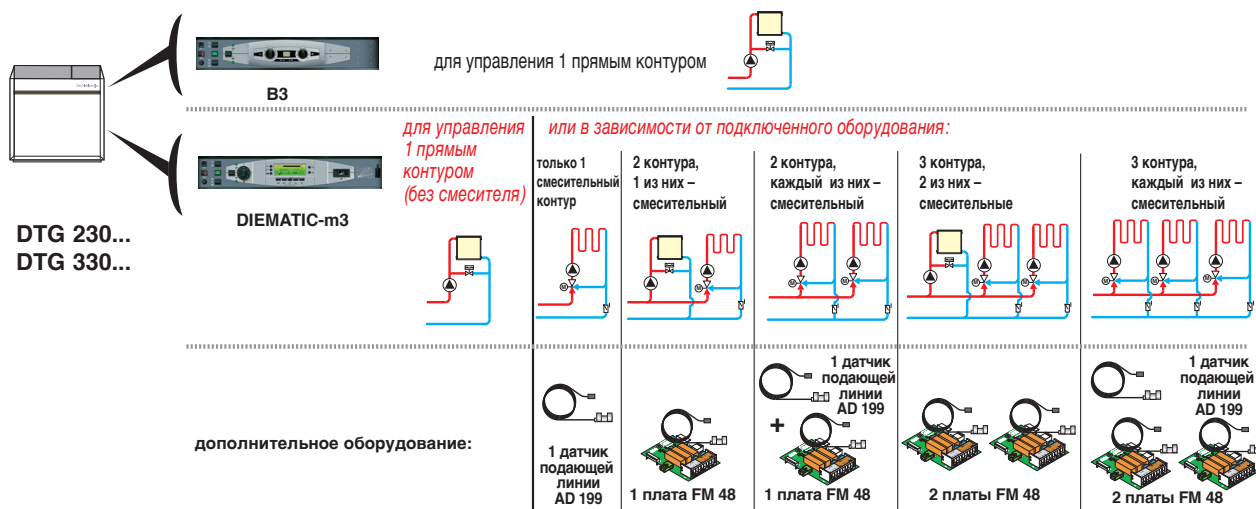 B3
для управления 1 прямым контуром
DTG 230...
DTG 330...
DIEMATIC-m3
для управления
1 прямым
контуром
(без смесителя)
или в зависимости от подключенного оборудования:
только 1
смесительный
контур
2 контура,
1 из них –
смесительный
2 контура,
каждый из них –
смесительный
3 контура,
2 из них –
смесительные
3 контура,
каждый из них –
смесительный
M
M
M
M
M
M
M
M
M
дополнительное оборудование:
1 датчик
подающей
линии
AD 199
1 плата FM 48
1 датчик
подающей
линии
AD 199
+
1 плата FM 48
2 платы FM 48
1 датчик
подающей
линии
AD 199
2 платы FM 48